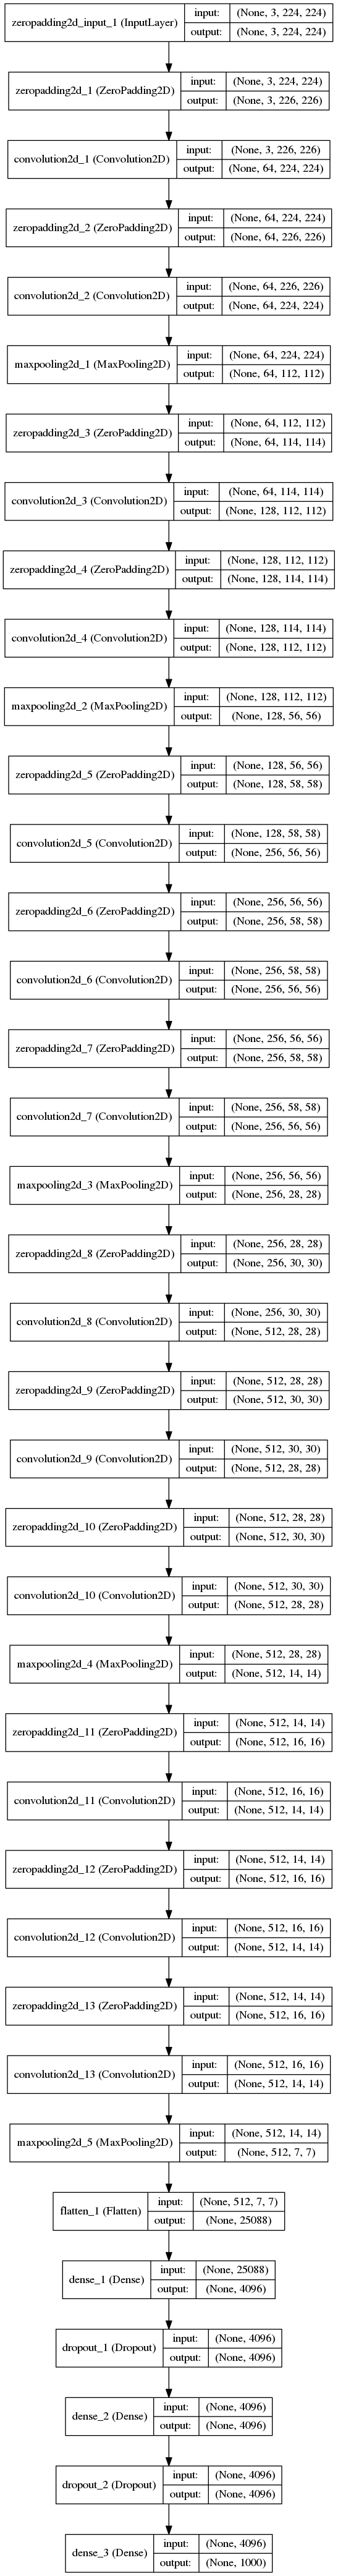 zeropadding2d_input_1 (InputLayer) input: (None, 3, 224, 224)
output: (None, 3, 224, 224)
zeropadding2d_1 (ZeroPadding2D) input: (None, 3, 224, 224)
output: (None, 3, 226, 226)
convolution2d_1 (Convolution2D) input: (None, 3, 226, 226)
output: (None, 64, 224, 224)
zeropadding2d_2 (ZeroPadding2D) input: (None, 64, 224, 224)
output: (None, 64, 226, 226)
convolution2d_2 (Convolution2D) input: (None, 64, 226, 226)
output: (None, 64, 224, 224)
maxpooling2d_1 (MaxPooling2D) input: (None, 64, 224, 224)
output: (None, 64, 112, 112)
zeropadding2d_3 (ZeroPadding2D) input: (None, 64, 112, 112)
output: (None, 64, 114, 114)
convolution2d_3 (Convolution2D) input: (None, 64, 114, 114)
output: (None, 128, 112, 112)
zeropadding2d_4 (ZeroPadding2D) input: (None, 128, 112, 112)
output: (None, 128, 114, 114)
convolution2d_4 (Convolution2D) input: (None, 128, 114, 114)
output: (None, 128, 112, 112)
maxpooling2d_2 (MaxPooling2D) input: (None, 128, 112, 112)
output: (None, 128, 56, 56)
zeropadding2d_5 (ZeroPadding2D) input: (None, 128, 56, 56)
output: (None, 128, 58, 58)
convolution2d_5 (Convolution2D) input: (None, 128, 58, 58)
output: (None, 256, 56, 56)
zeropadding2d_6 (ZeroPadding2D) input: (None, 256, 56, 56)
output: (None, 256, 58, 58)
convolution2d_6 (Convolution2D) input: (None, 256, 58, 58)
output: (None, 256, 56, 56)
zeropadding2d_7 (ZeroPadding2D) input: (None, 256, 56, 56)
output: (None, 256, 58, 58)
convolution2d_7 (Convolution2D) input: (None, 256, 58, 58)
output: (None, 256, 56, 56)
maxpooling2d_3 (MaxPooling2D) input: (None, 256, 56, 56)
output: (None, 256, 28, 28)
zeropadding2d_8 (ZeroPadding2D) input: (None, 256, 28, 28)
output: (None, 256, 30, 30)
convolution2d_8 (Convolution2D) input: (None, 256, 30, 30)
output: (None, 512, 28, 28)
zeropadding2d_9 (ZeroPadding2D) input: (None, 512, 28, 28)
output: (None, 512, 30, 30)
convolution2d_9 (Convolution2D) input: (None, 512, 30, 30)
output: (None, 512, 28, 28)
zeropadding2d_10 (ZeroPadding2D) input: (None, 512, 28, 28)
output: (None, 512, 30, 30)
convolution2d_10 (Convolution2D) input: (None, 512, 30, 30)
output: (None, 512, 28, 28)
maxpooling2d_4 (MaxPooling2D) input: (None, 512, 28, 28)
output: (None, 512, 14, 14)
zeropadding2d_11 (ZeroPadding2D) input: (None, 512, 14, 14)
output: (None, 512, 16, 16)
convolution2d_11 (Convolution2D) input: (None, 512, 16, 16)
output: (None, 512, 14, 14)
zeropadding2d_12 (ZeroPadding2D) input: (None, 512, 14, 14)
output: (None, 512, 16, 16)
convolution2d_12 (Convolution2D) input: (None, 512, 16, 16)
output: (None, 512, 14, 14)
zeropadding2d_13 (ZeroPadding2D) input: (None, 512, 14, 14)
output: (None, 512, 16, 16)
convolution2d_13 (Convolution2D) input: (None, 512, 16, 16)
output: (None, 512, 14, 14)
maxpooling2d_5 (MaxPooling2D) input: (None, 512, 14, 14)
output: (None, 512, 7, 7)
flatten_1 (Flatten) input: (None, 512, 7, 7)
output: (None, 25088)
dense_1 (Dense) input: (None, 25088)
output: (None, 4096)
dropout_1 (Dropout) input: (None, 4096)
output: (None, 4096)
dense_2 (Dense) input: (None, 4096)
output: (None, 4096)
dropout_2 (Dropout) input: (None, 4096)
output: (None, 4096)
dense_3 (Dense) input: (None, 4096)
output: (None, 1000)